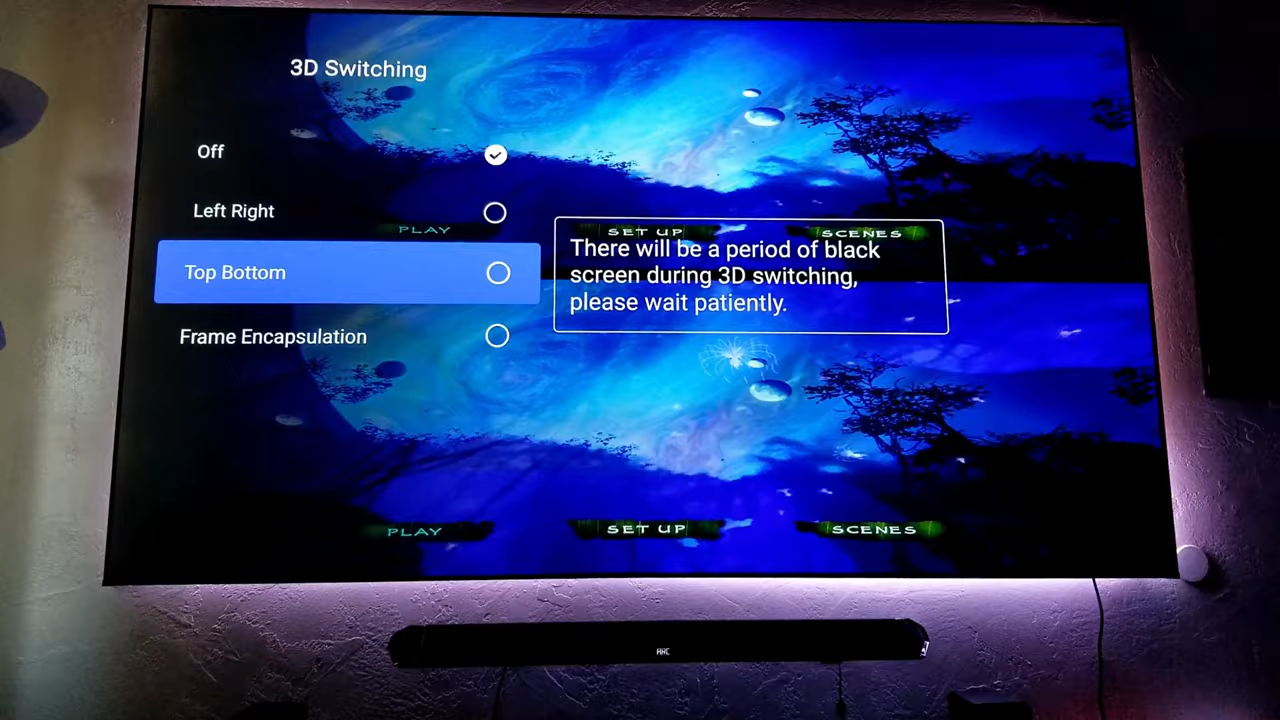 3D Switching
Off
Left Right
PLAY
SET UP
SCENES
There will be a period of black
screen during 3D switching,
please wait patiently.
Top Bottom
Frame Encapsulation
PLAY
SET UP
SCENES
ARC